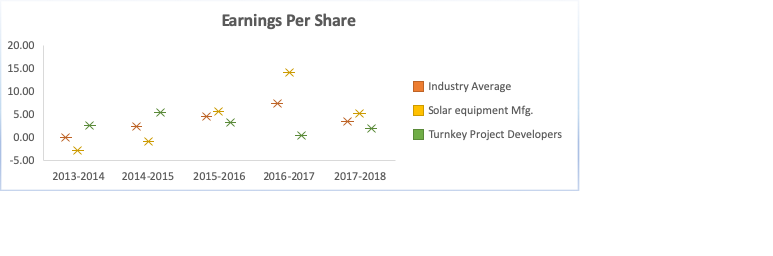 Earnings Per Share
20.00
15.00
10.00
5.00
0.00
-5.00
2013-2014 2014-2015 2015-2016 2016-2017 2017-2018
Industry Average
Solar equipment Mfg.
Turnkey Project Developers